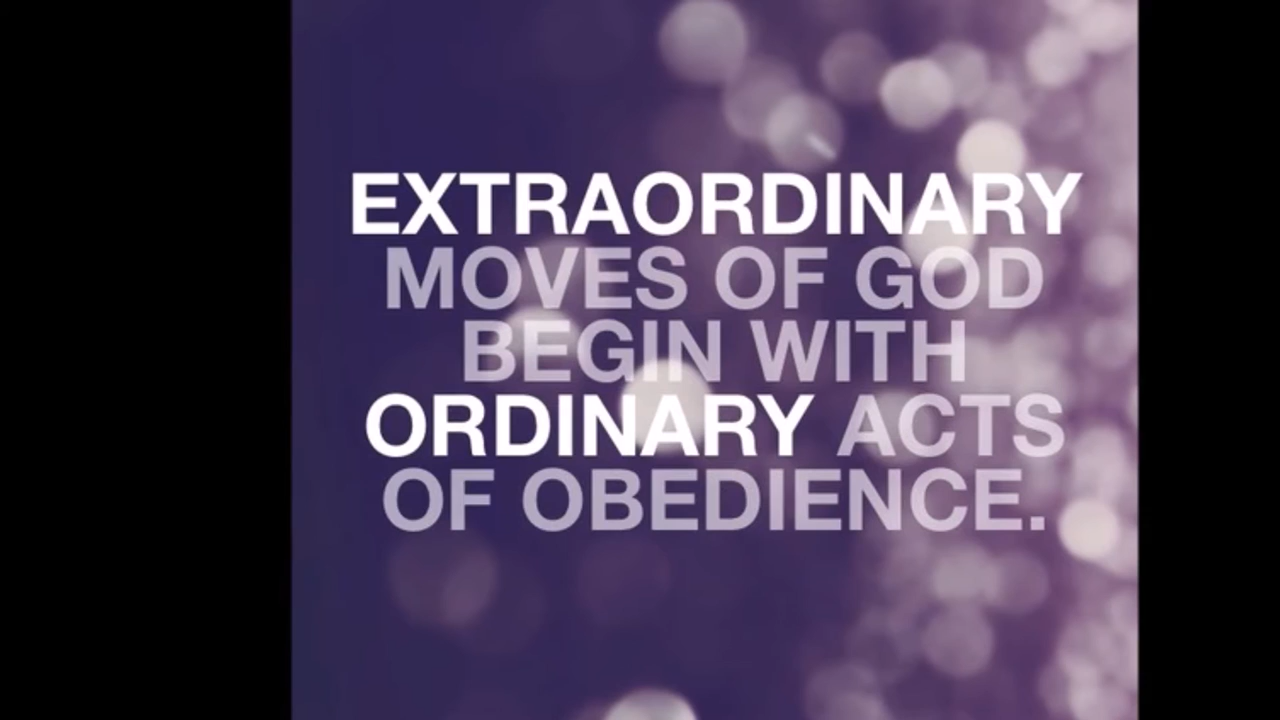 EXTRAORDINARY
MOVES OF GOD
BEGIN WITH
ORDINARY ACTS
OF OBEDIENCE.